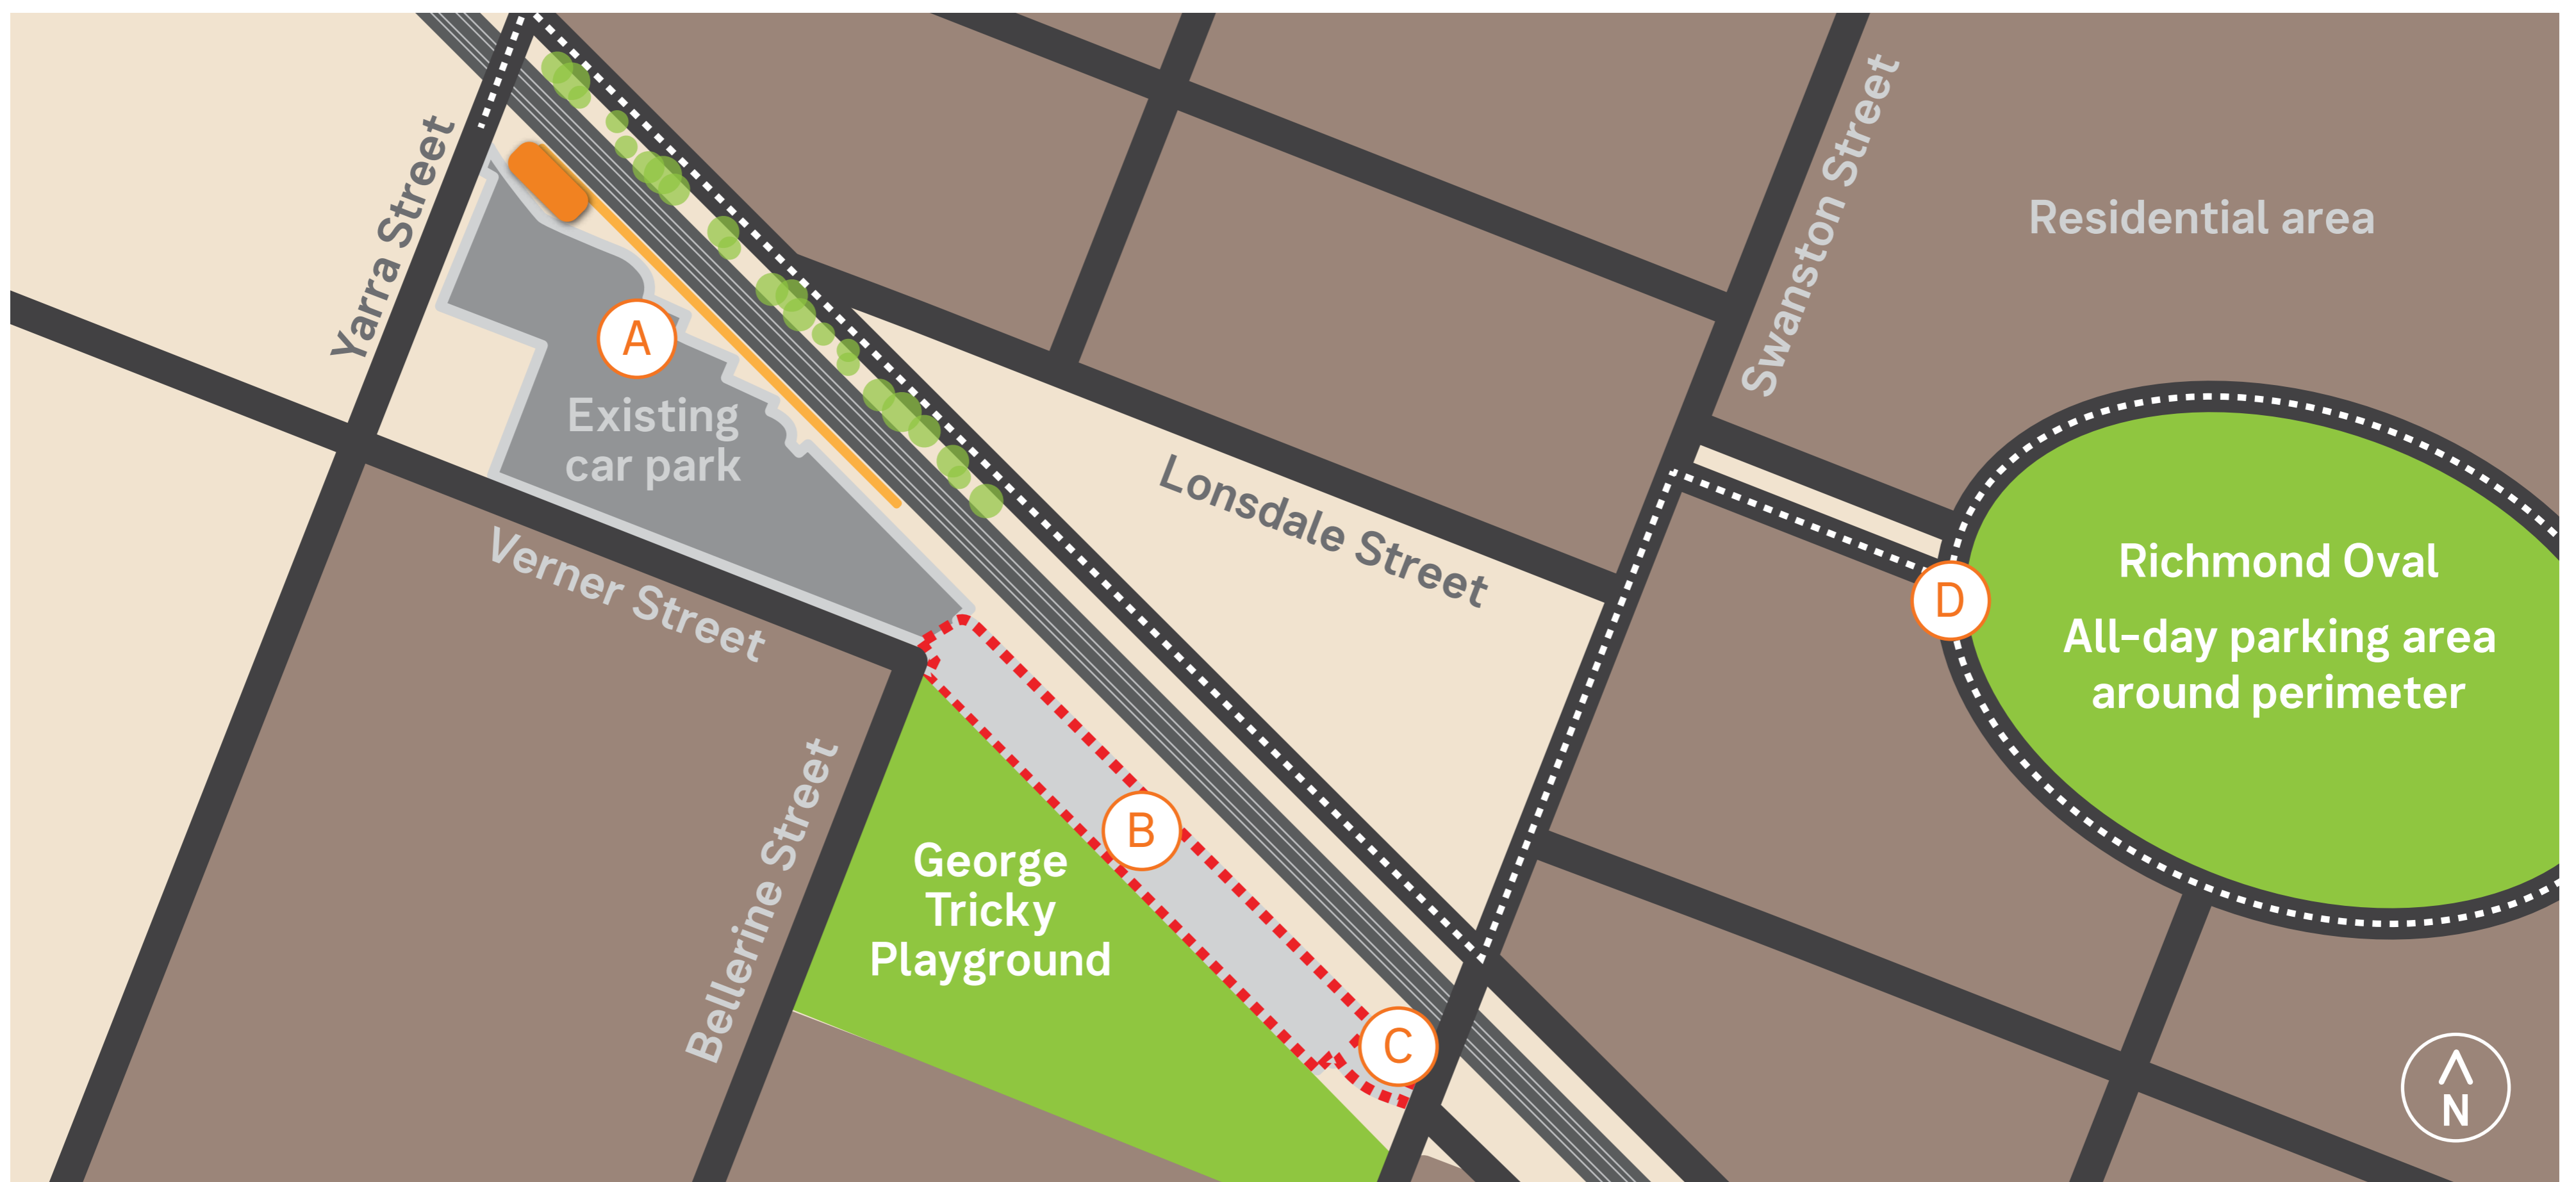 Yarra Street
Swanston Street
Residential area
A
Existing
car park
Lonsdale Street
Verner Street
D
Richmond Oval
All-day parking area
around perimeter
Bellerine Street
B
George
Tricky
Playground
C
N